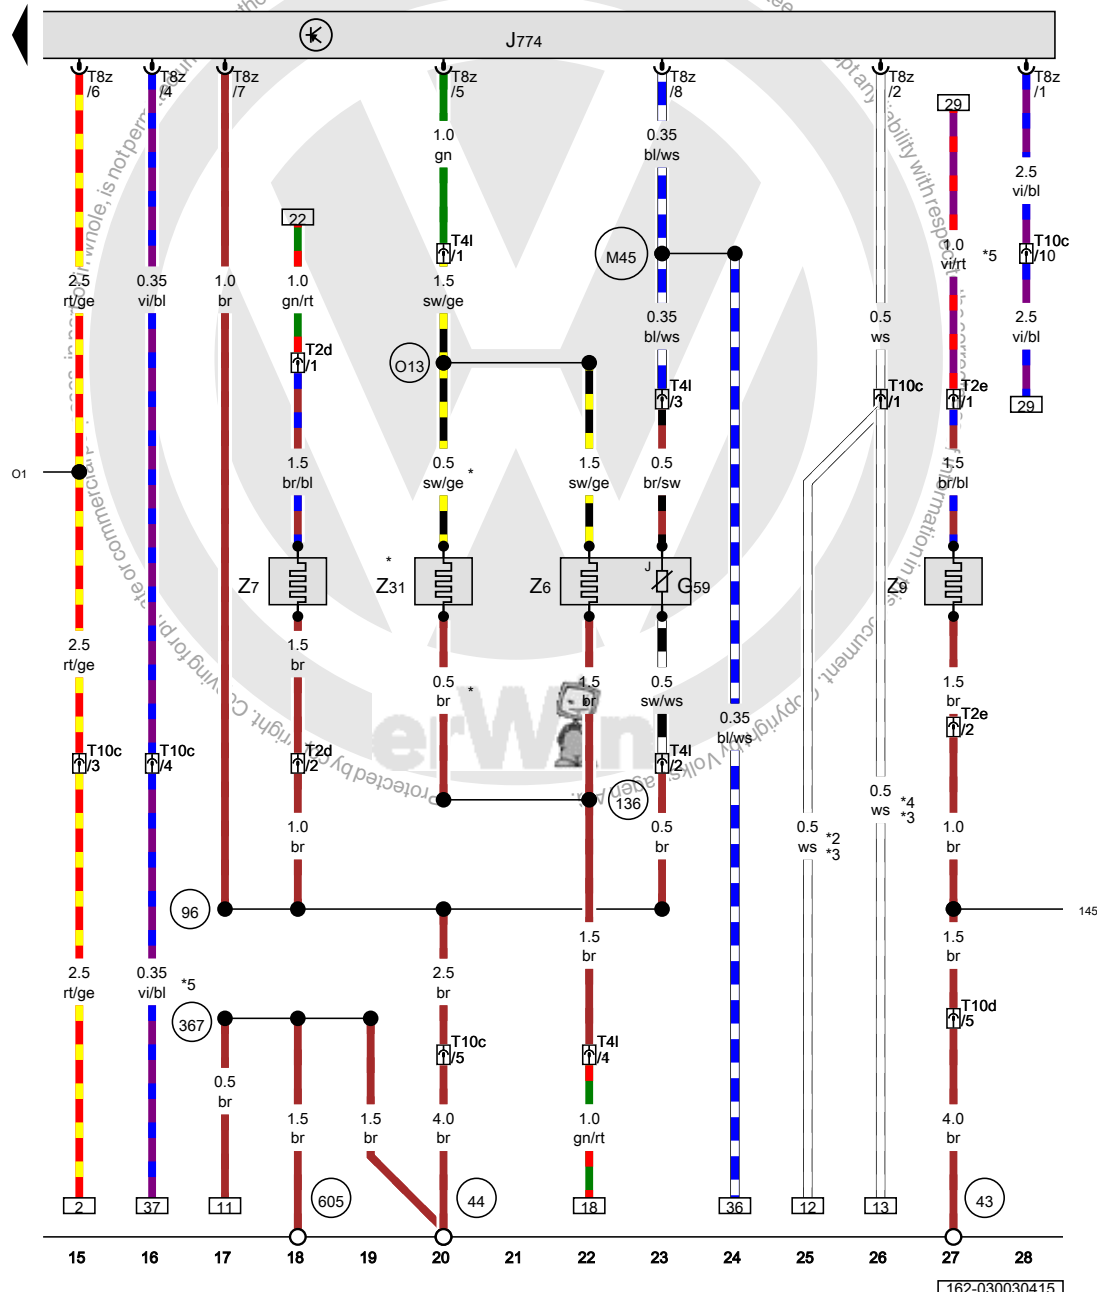 J774
T8z
/6
T8z
/4
T8z
/7
T8z
/5
T8z
/8
T8z
/2
T8z
/1
29
1.0
gn
0.35
bl/ws
2.5
vi/bl
22
T4l
/1
M45
1.0
vi/rt
*5
T10c
/10
2.5
rt/ge
0.35
vi/bl
1.0
br
1.0
gn/rt
1.5
sw/ge
0.35
bl/ws
0.5
ws
2.5
vi/bl
T2d
/1
O13
T4l
/3
T10c
/1
T2e
/1
29
O1
1.5
br/bl
0.5
sw/ge
*
1.5
sw/ge
0.5
br/sw
1.5
br/bl
Z7
*
Z31
Z6
J
G59
Z9
2.5
rt/ge
1.5
br
0.5
br
*
1.5
br
0.5
sw/ws
0.35
bl/ws
1.5
br
T2e
/2
erWin
T10c
/3
T10c
/4
T2d
/2
T4l
/2
136
0.5
ws
*4
*3
1.0
br
0.5
br
0.5
ws
*2
*3
1.0
br
96
145
2.5
rt/ge
0.35
vi/bl
*5
2.5
br
1.5
br
1.5
br
367
T10c
/5
T4l
/4
T10d
/5
0.5
br
1.5
br
1.5
br
4.0
br
1.0
gn/rt
4.0
br
2
37
11
605
44
18
36
12
13
43
15 16 17 18 19 20 21 22 23 24 25 26 27 28
162-030030415